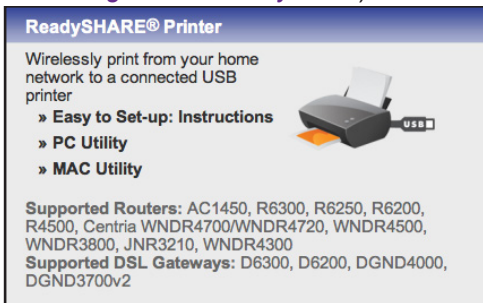 ReadySHARE® Printer
Wirelessly print from your home
network to a connected USB
printer
» Easy to Set-up: Instructions
» PC Utility
» MAC Utility
USB
Supported Routers: AC1450, R6300, R6250, R6200,
R4500, Centria WNDR4700/WNDR4720, WNDR4500,
WNDR3800, JNR3210, WNDR4300
Supported DSL Gateways: D6300, D6200, DGND4000,
DGND3700v2